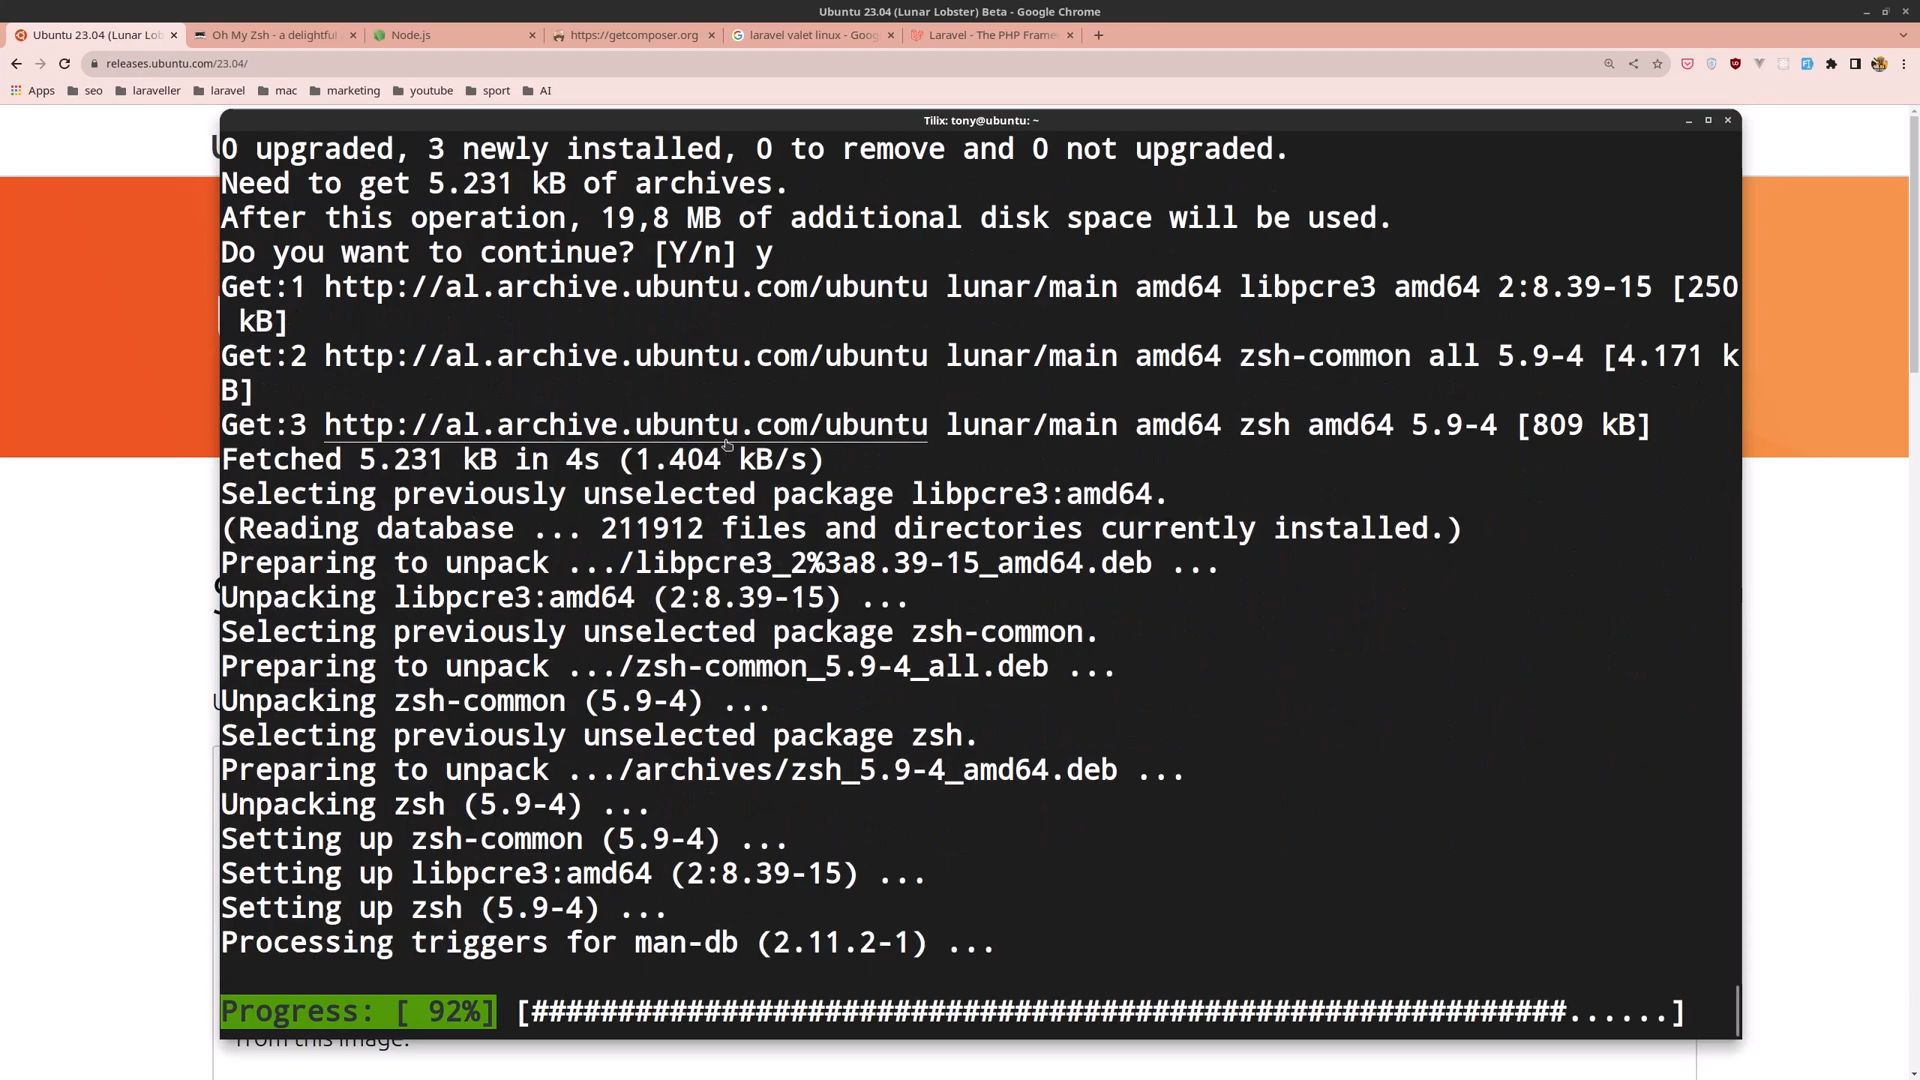 Ubuntu 23.04 (Lunar Lobster) Beta - Google Chrome
Ubuntu 23.04 (Lunar Lob
Oh My Zsh - a delightful
Node.js
https://getcomposer.org
laravel valet linux - Goog
Laravel - The PHP Frame
releases.ubuntu.com/23.04/
Apps
seo
laraveller
laravel
mac
marketing
youtube
sport
AI
Tilix: tony@ubuntu: ~
0 upgraded, 3 newly installed, 0 to remove and 0 not upgraded.
Need to get 5.231 kB of archives.
After this operation, 19,8 MB of additional disk space will be used.
Do you want to continue? [Y/n] y
Get:1 http://al.archive.ubuntu.com/ubuntu lunar/main amd64 libpcre3 amd64 2:8.39-15 [250
kB]
Get:2 http://al.archive.ubuntu.com/ubuntu lunar/main amd64 zsh-common all 5.9-4 [4.171 k
B]
Get:3 http://al.archive.ubuntu.com/ubuntu lunar/main amd64 zsh amd64 5.9-4 [809 kB]
Fetched 5.231 kB in 4s (1.404 kB/s)
Selecting previously unselected package libpcre3:amd64.
(Reading database ... 211912 files and directories currently installed.)
Preparing to unpack .../libpcre3_2%3a8.39-15_amd64.deb ...
Unpacking libpcre3:amd64 (2:8.39-15) ...
Selecting previously unselected package zsh-common.
Preparing to unpack .../zsh-common_5.9-4_all.deb ...
Unpacking zsh-common (5.9-4) ...
Selecting previously unselected package zsh.
Preparing to unpack .../archives/zsh_5.9-4_amd64.deb ...
Unpacking zsh (5.9-4) ...
Setting up zsh-common (5.9-4) ...
Setting up libpcre3:amd64 (2:8.39-15) ...
Setting up zsh (5.9-4) ...
Processing triggers for man-db (2.11.2-1) ...
Progress: [ 92%] [############################################################......]
from this image.